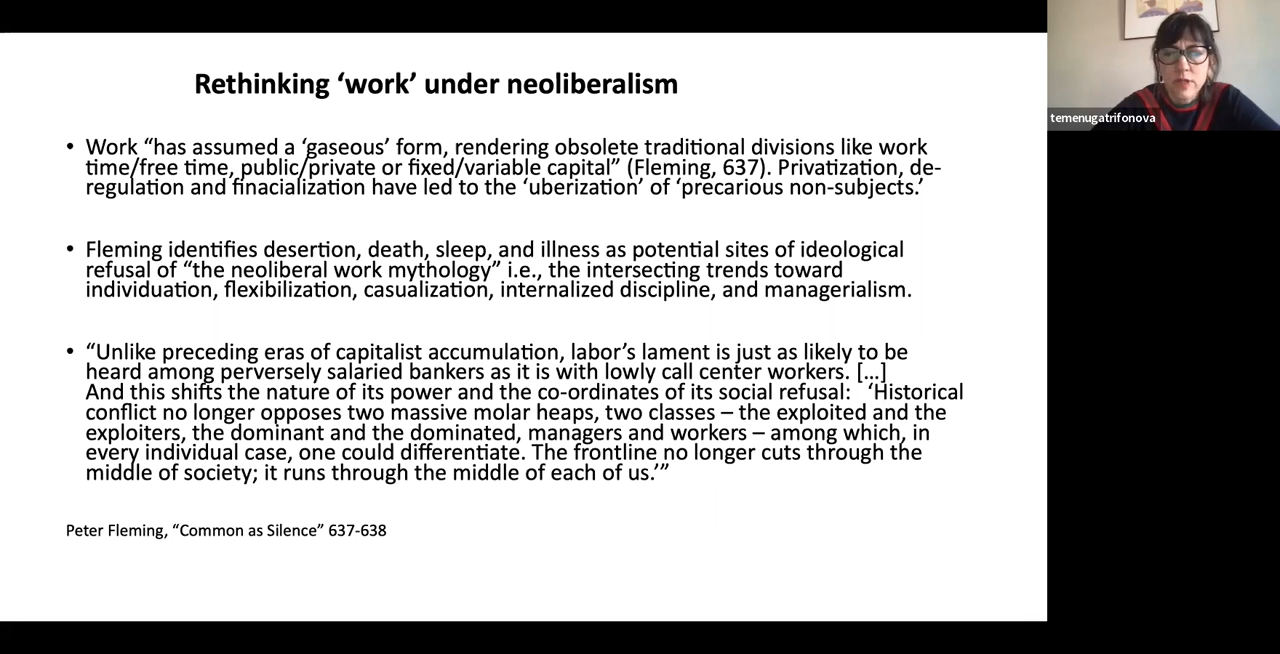 Rethinking ‘work’ under neoliberalism
• Work “has assumed a ‘gaseous’ form, rendering obsolete traditional divisions like work
time/free time, public/private or fixed/variable capital” (Fleming, 637). Privatization, de-
regulation and finacialization have led to the ‘uberization’ of ‘precarious non-subjects.’
• Fleming identifies desertion, death, sleep, and illness as potential sites of ideological
refusal of “the neoliberal work mythology” i.e., the intersecting trends toward
individuation, flexibilization, casualization, internalized discipline, and managerialism.
• “Unlike preceding eras of capitalist accumulation, labor’s lament is just as likely to be
heard among perversely salaried bankers as it is with lowly call center workers. […]
And this shifts the nature of its power and the co-ordinates of its social refusal: ‘Historical
conflict no longer opposes two massive molar heaps, two classes – the exploited and the
exploiters, the dominant and the dominated, managers and workers – among which, in
every individual case, one could differentiate. The frontline no longer cuts through the
middle of society; it runs through the middle of each of us.’”
Peter Fleming, “Common as Silence” 637-638
temenugatrifonova